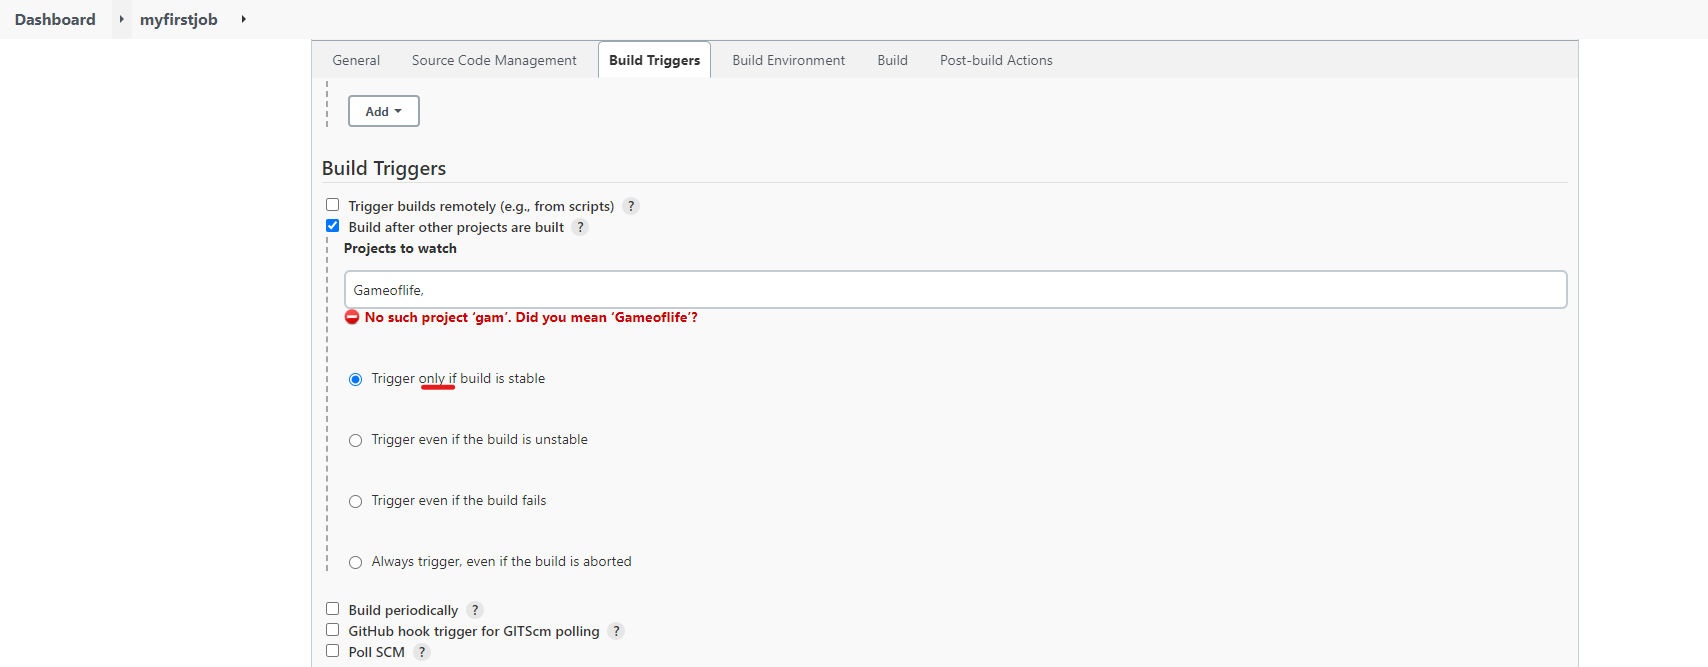 Dashboard myfirstjob
General Source Code Management Build Triggers Build Environment Build Post-build Actions
Add
Build Triggers
Trigger builds remotely (e.g., from scripts) ?
Build after other projects are built ?
Projects to watch
Gameoflife,
No such project ‘gam’. Did you mean ‘Gameoflife’?
Trigger only if build is stable
Trigger even if the build is unstable
Trigger even if the build fails
Always trigger, even if the build is aborted
Build periodically ?
GitHub hook trigger for GITScm polling ?
Poll SCM ?